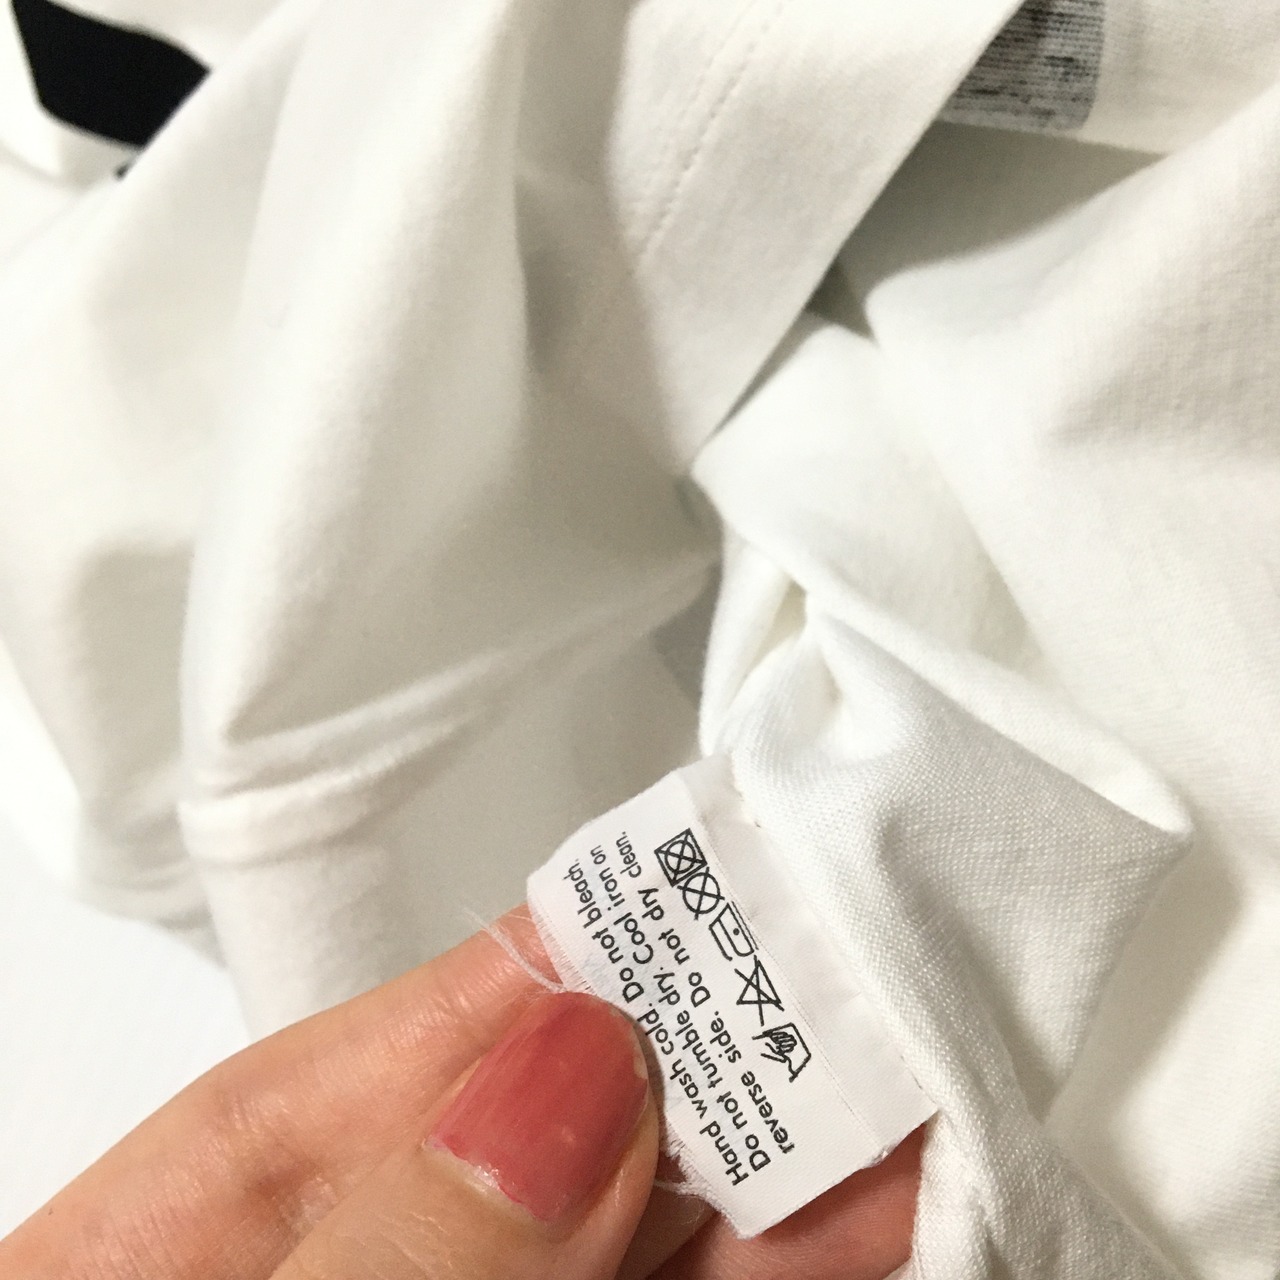 Hand wash cold. Do not bleach.
Do not tumble dry. Cool iron on
reverse side. Do not dry clean.